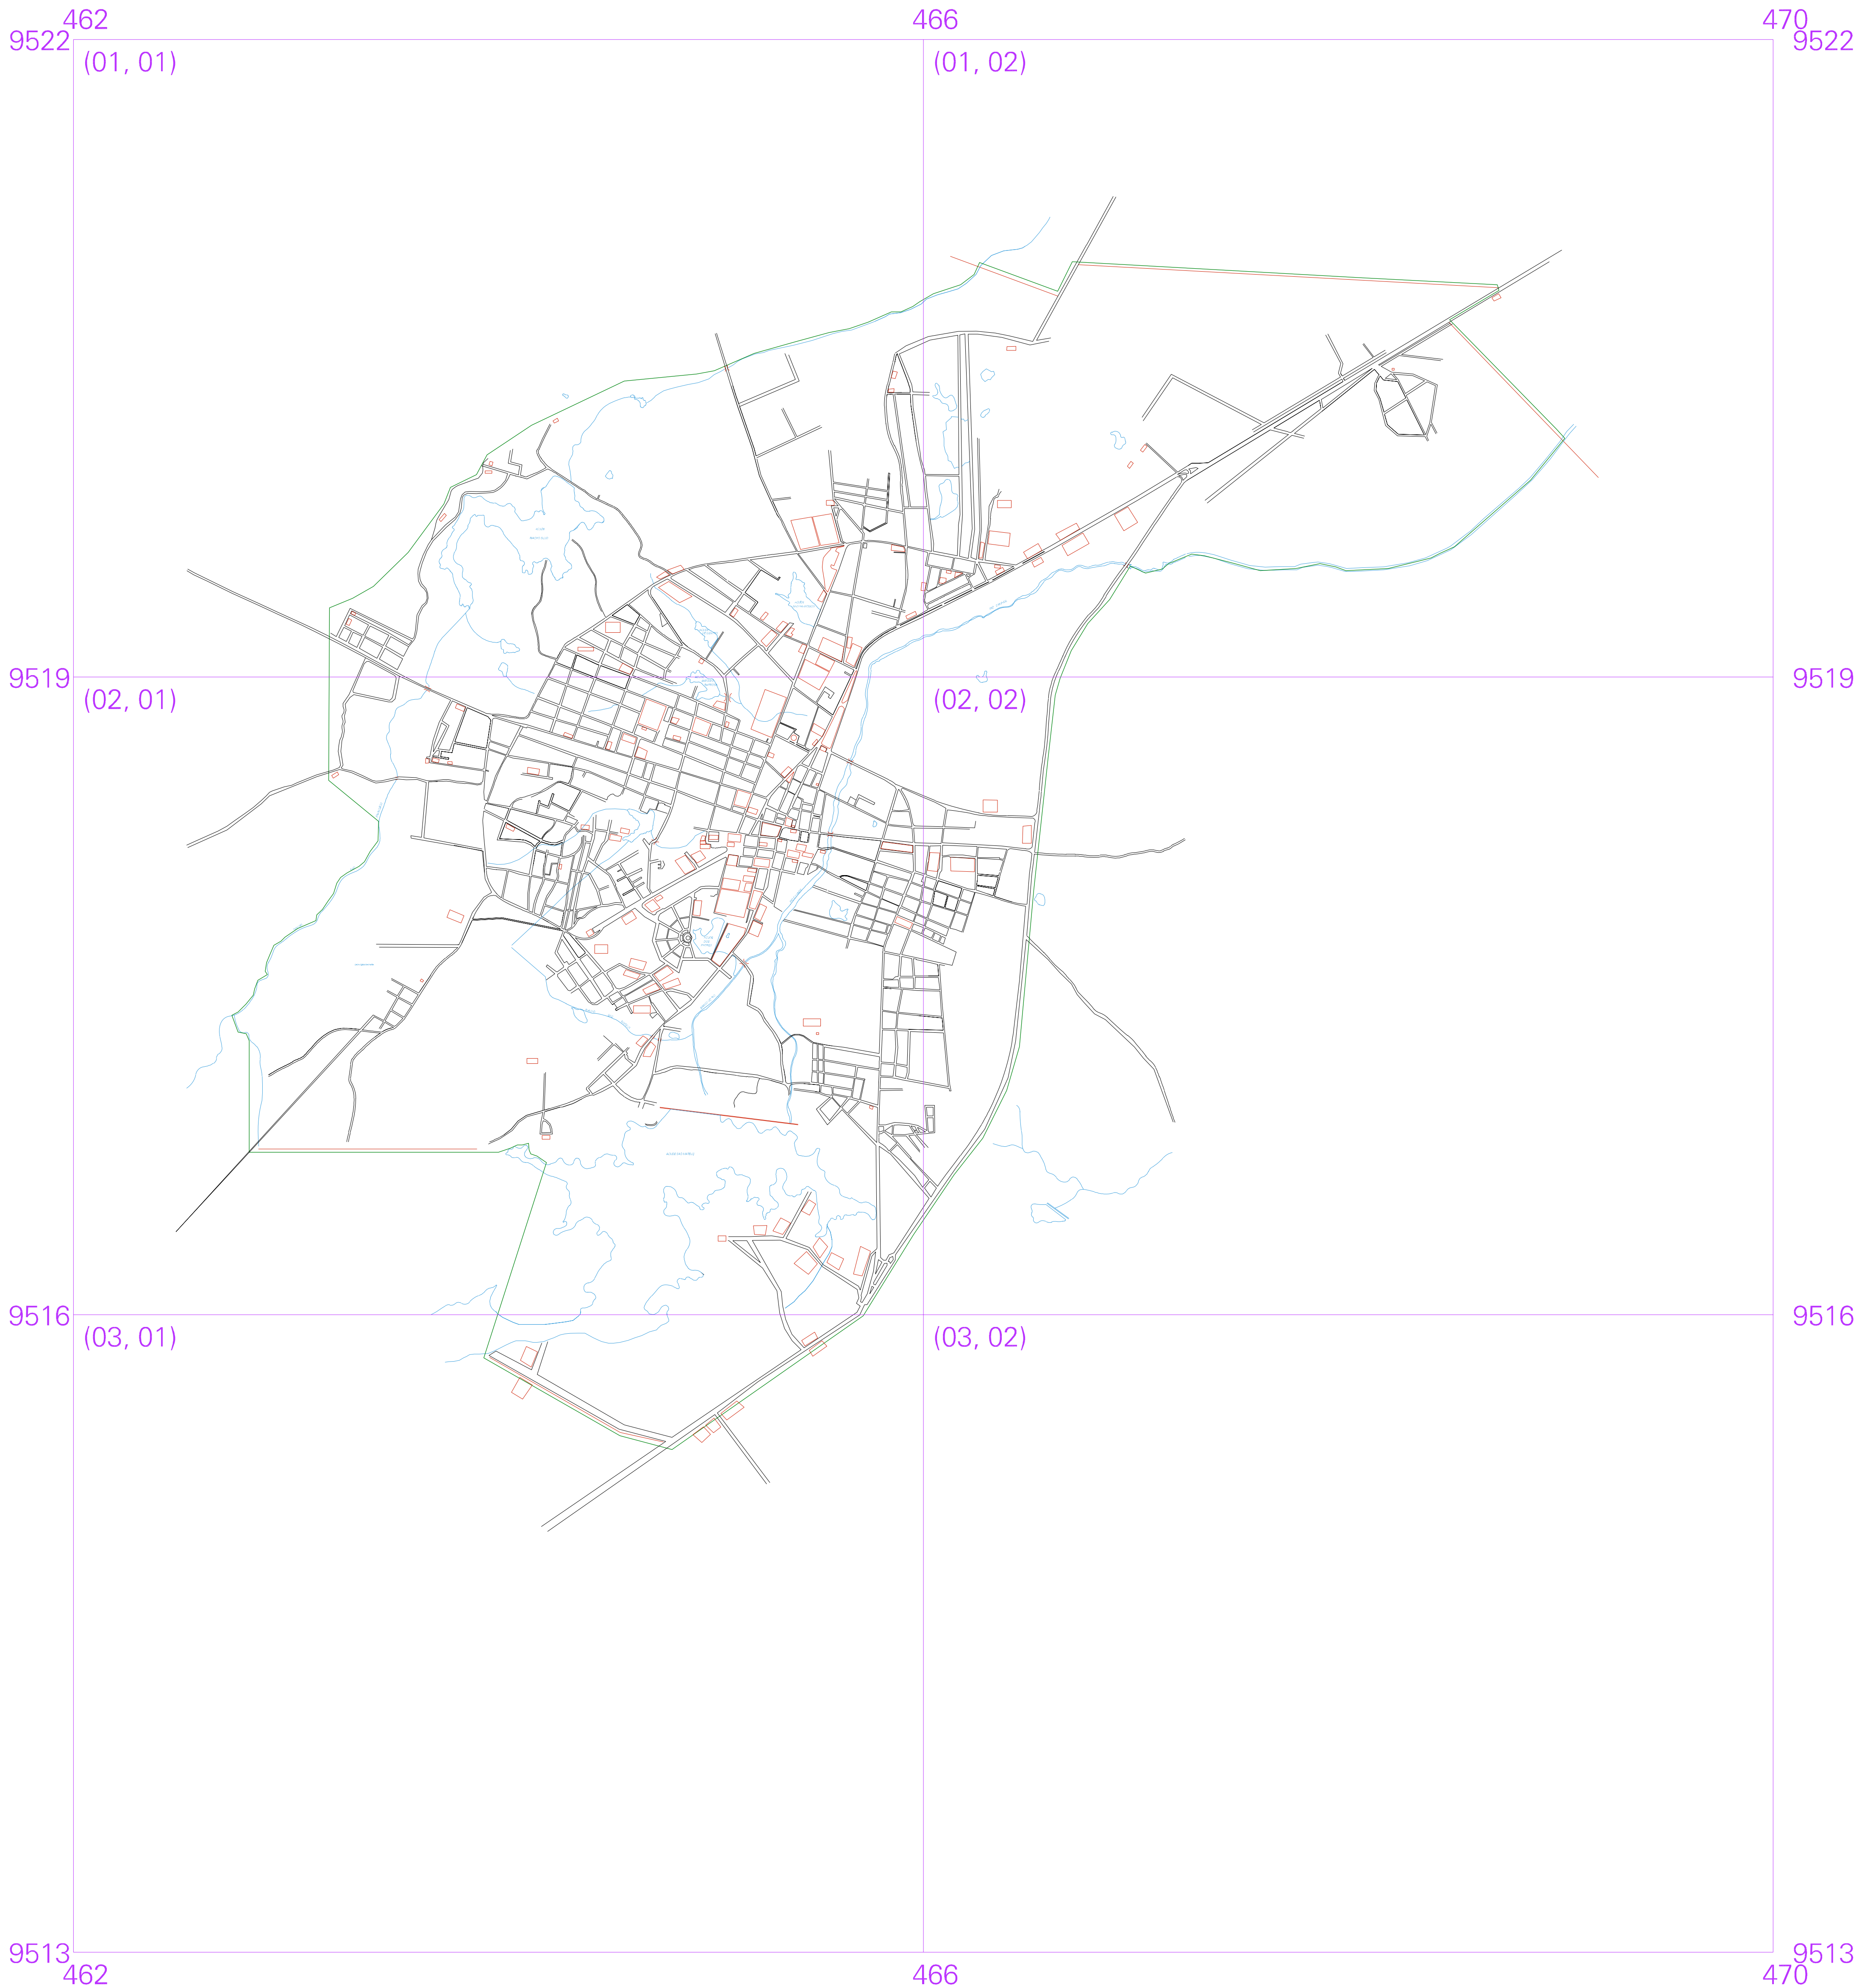 462 466 470
9522 9522
(01, 01) (01, 02)
9519 9519
(02, 01) (02, 02)
9516 9516
(03, 01) (03, 02)
9513 9513
462 466 470